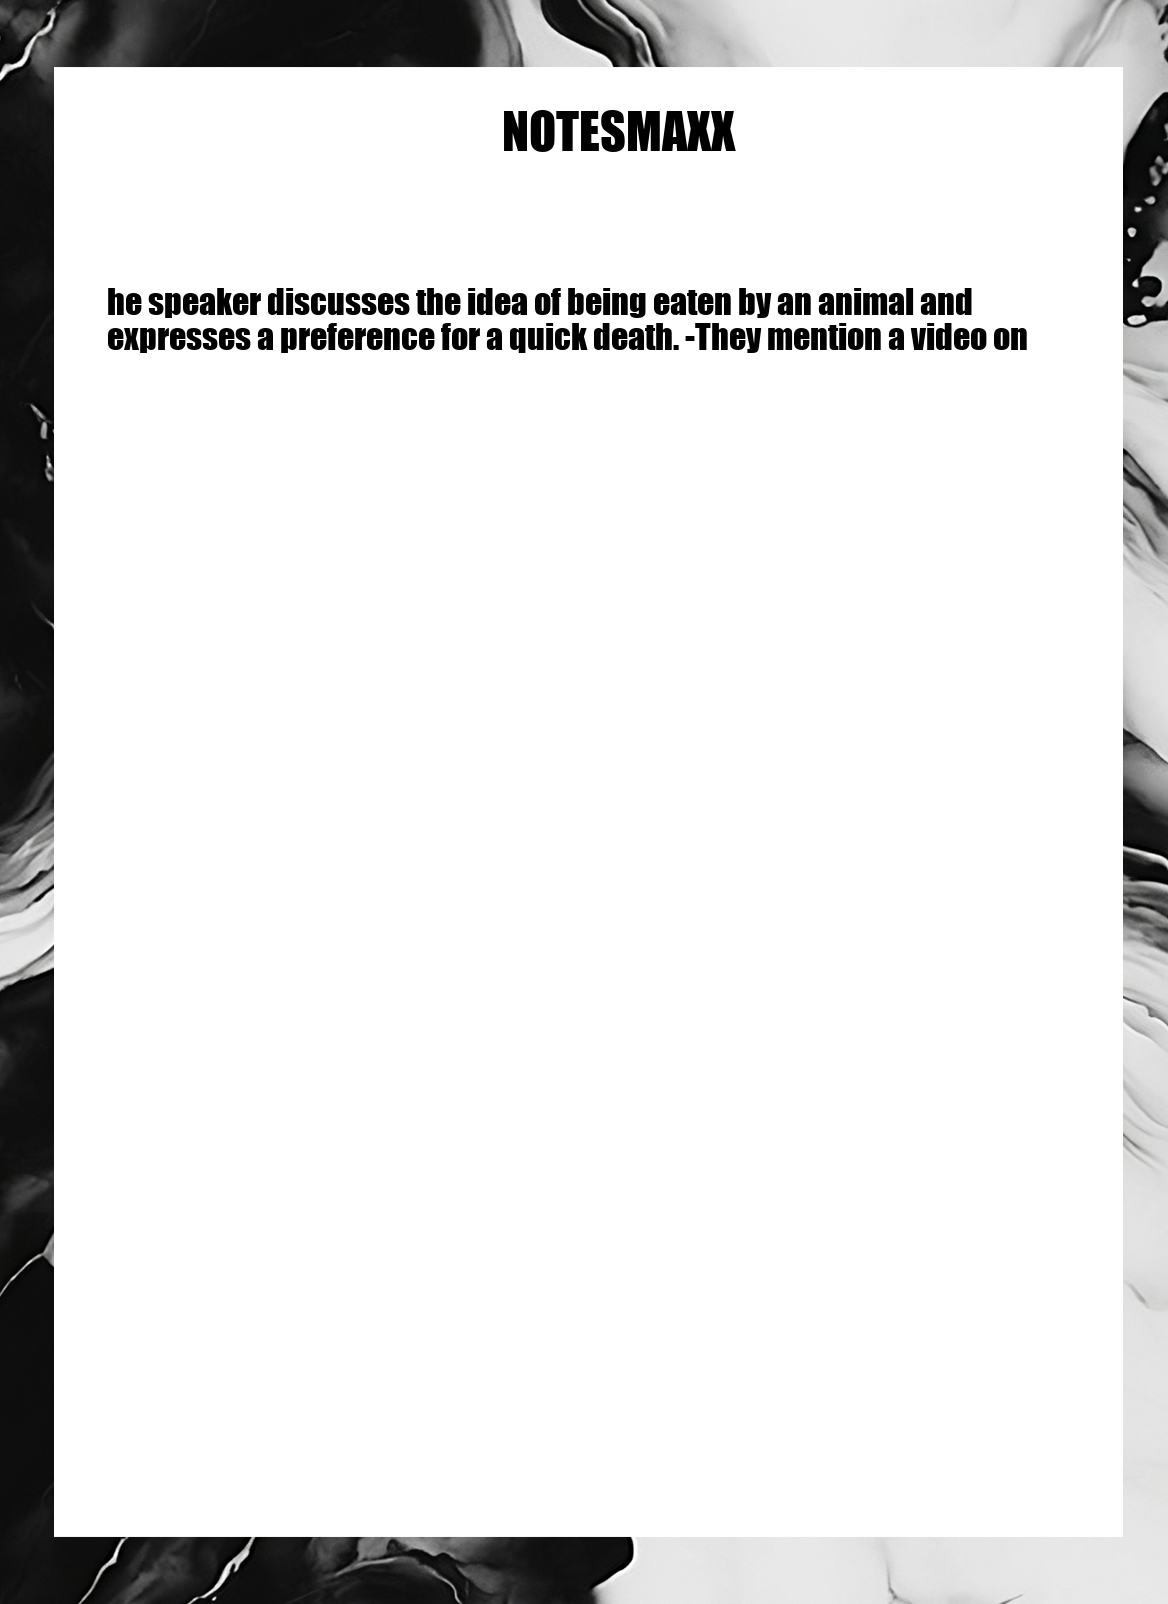 NOTESMAXX
he speaker discusses the idea of being eaten by an animal and
expresses a preference for a quick death. -They mention a video on